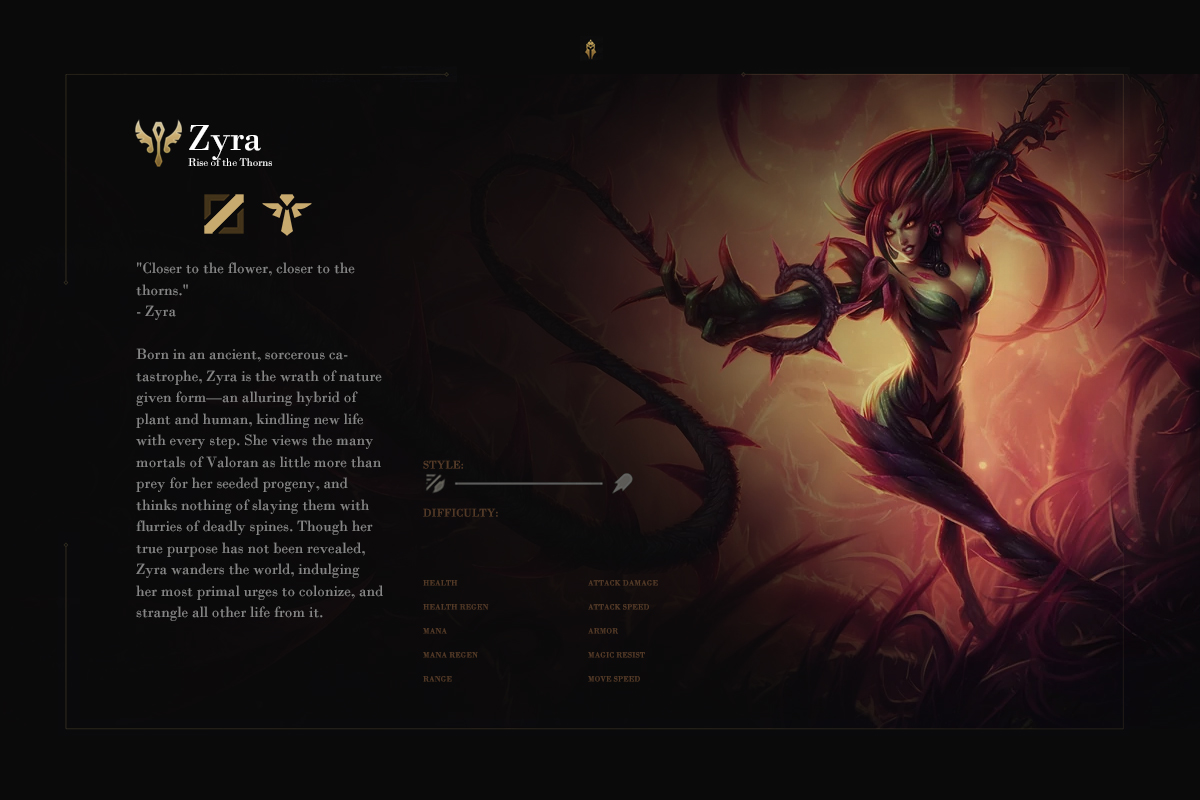 Zyra
Rise of the Thorns
"Closer to the flower, closer to the
thorns."
- Zyra
Born in an ancient, sorcerous ca-
tastrophe, Zyra is the wrath of nature
given form—an alluring hybrid of
plant and human, kindling new life
with every step. She views the many
mortals of Valoran as little more than
prey for her seeded progeny, and
thinks nothing of slaying them with
flurries of deadly spines. Though her
true purpose has not been revealed,
Zyra wanders the world, indulging
her most primal urges to colonize, and
strangle all other life from it.
STYLE:
DIFFICULTY:
HEALTH
HEALTH REGEN
MANA
MANA REGEN
RANGE
ATTACK DAMAGE
ATTACK SPEED
ARMOR
MAGIC RESIST
MOVE SPEED